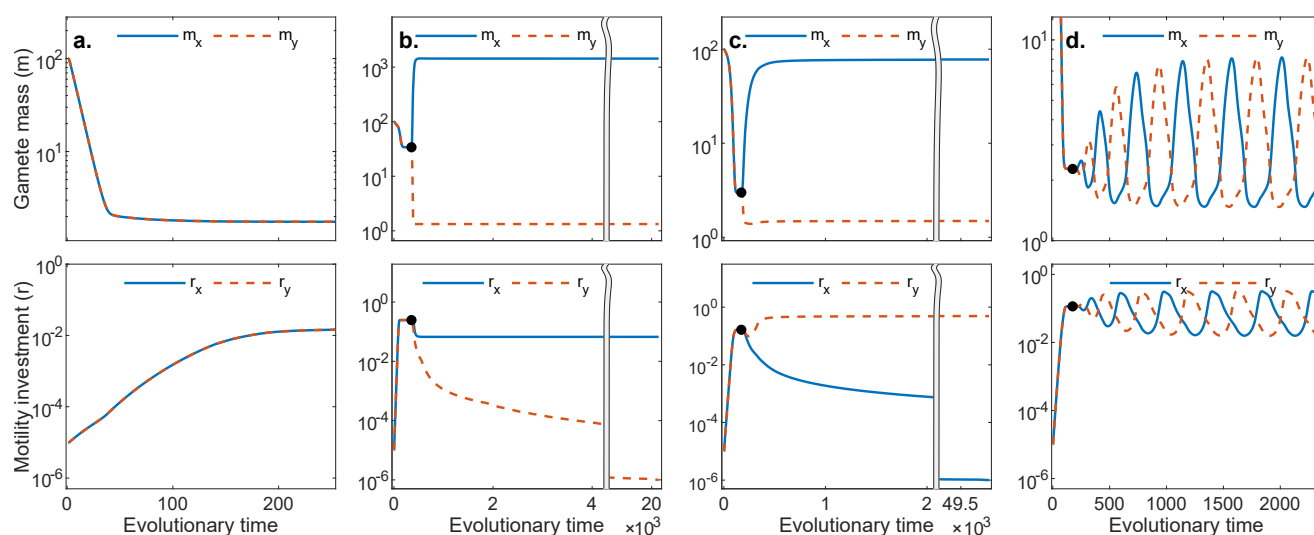 a. m_x m_y
b. m_x m_y
c. m_x m_y
d. m_x m_y
Gamete mass (m)
10^2
10^1
10^3
10^2
10^1
10^0
10^2
10^1
10^0
10^1
10^0
r_x r_y
r_x r_y
r_x r_y
r_x r_y
Motility investment (r)
10^0
10^-2
10^-4
10^-6
10^0
10^-2
10^-4
10^-6
10^0
10^-2
10^-4
10^-6
10^0
10^-2
10^-4
10^-6
0 100 200
0 2 4 20
0 1 2 49.5
0 500 1000 1500 2000
Evolutionary time
Evolutionary time ×10^3
Evolutionary time ×10^3
Evolutionary time